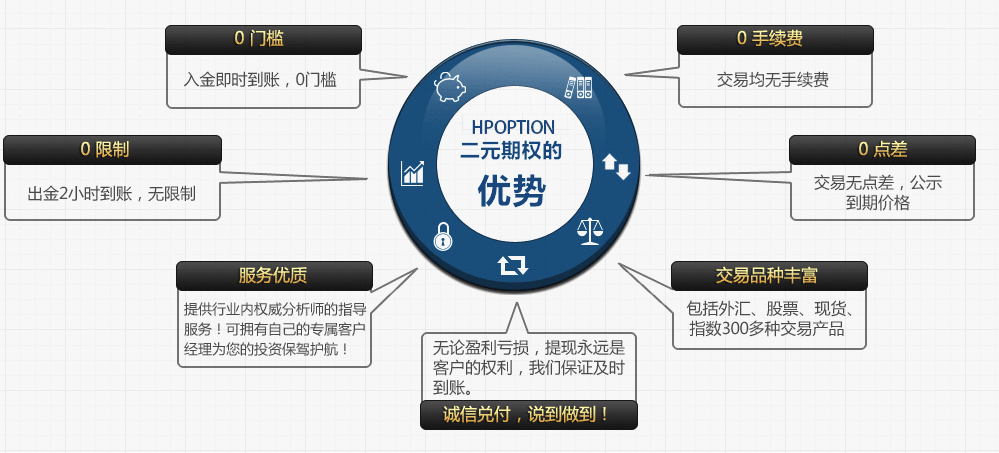 0 门槛
入金即时到账，0门槛
0 手续费
交易均无手续费
0 限制
出金2小时到账，无限制
HPOPTION
二元期权的
优势
0 点差
交易无点差，公示
到期价格
服务优质
提供行业内权威分析师的指导
服务！可拥有自己的专属客户
经理为您的投资保驾护航！
交易品种丰富
包括外汇、股票、现货、
指数300多种交易产品
无论盈利亏损，提现永远是
客户的权利，我们保证及时
到账。
诚信兑付，说到做到！